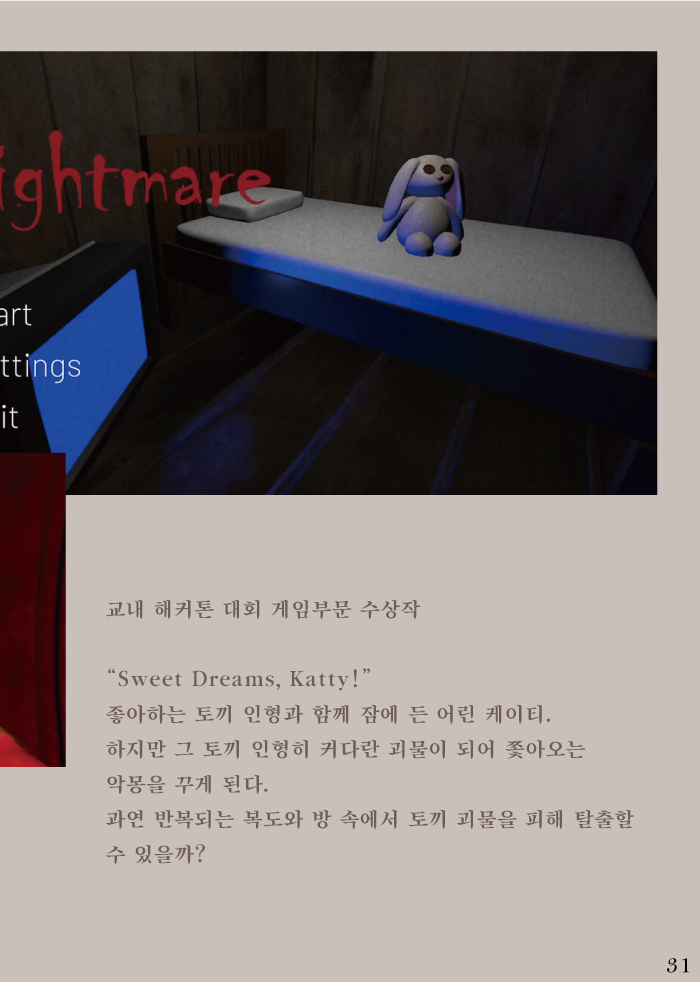 ightmare
art
ttings
it
교내 해커톤 대회 게임부문 수상작
“Sweet Dreams, Katty!”
좋아하는 토끼 인형과 함께 잠에 든 어린 케이티.
하지만 그 토끼 인형히 커다란 괴물이 되어 쫓아오는
악몽을 꾸게 된다.
과연 반복되는 복도와 방 속에서 토끼 괴물을 피해 탈출할
수 있을까?
31